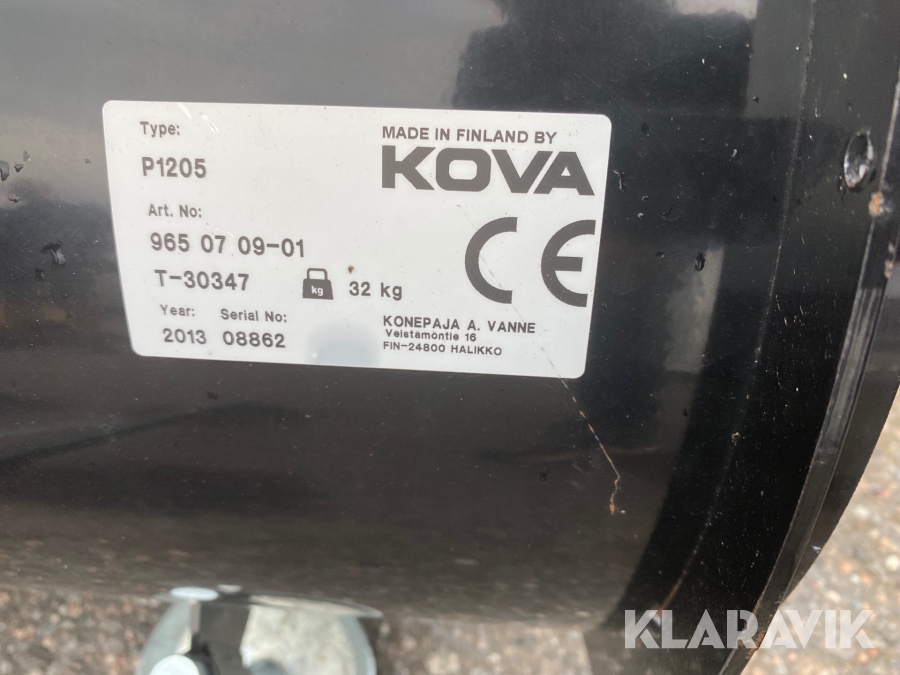 Type:
P1205
Art. No:
965 07 09-01
T-30347
kg
32 kg
Year: Serial No:
2013 08862
MADE IN FINLAND BY
KOVA
CE
KONEPAJA A. VANNE
Veistämöntie 16
FIN-24800 HALIKKO
KLARAVIK